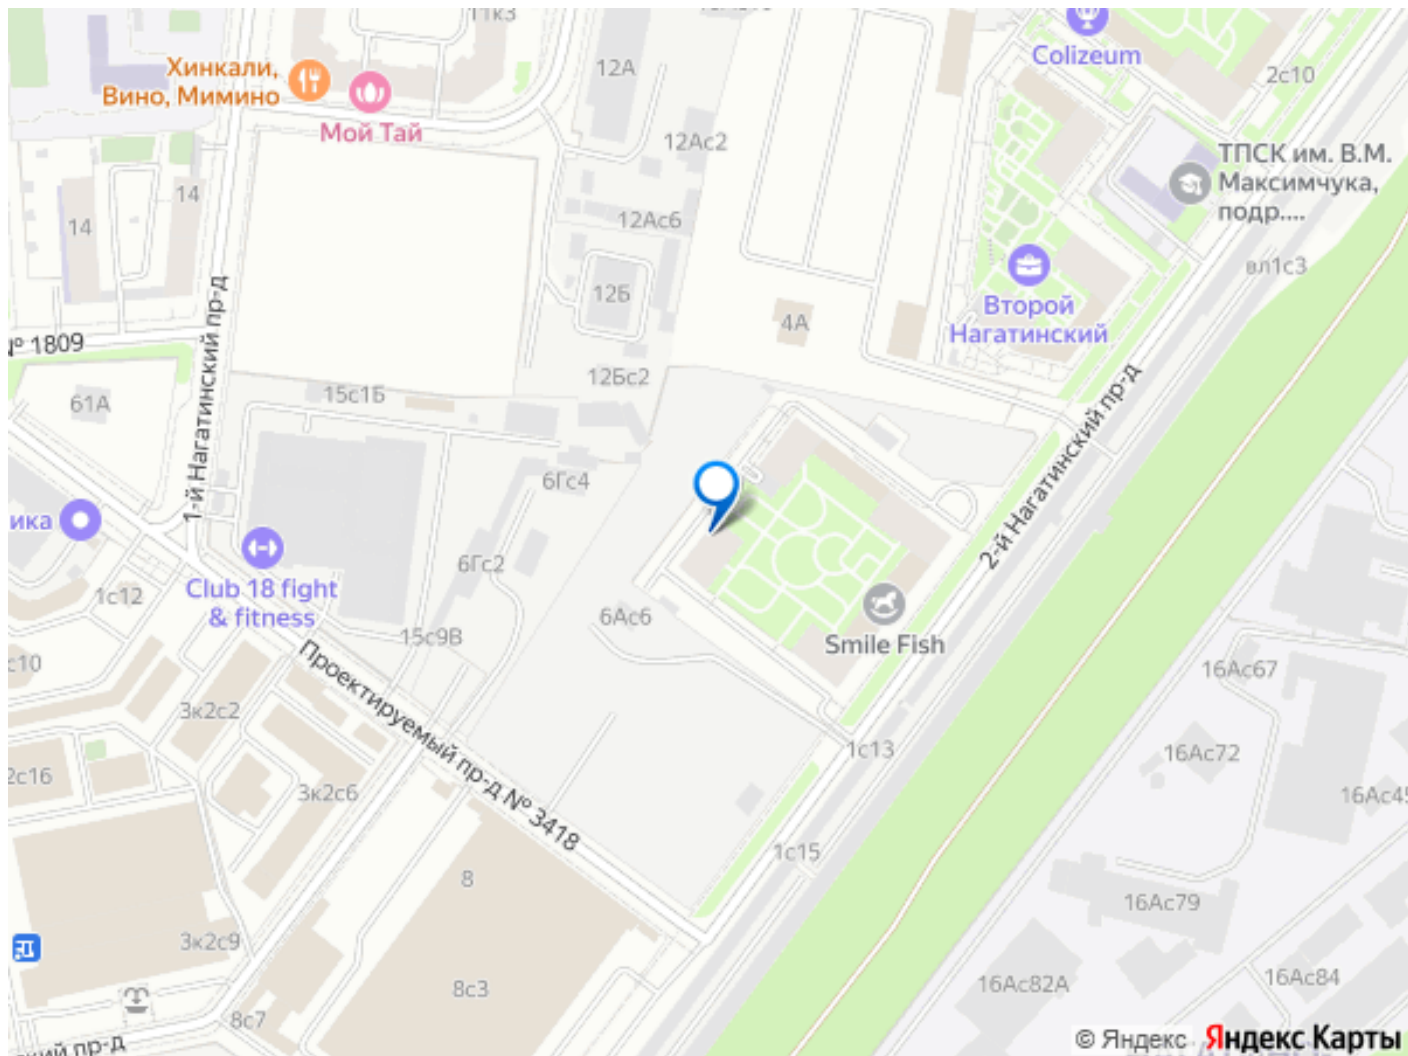 11к3
12А
Colizeum
2с10
Хинкали,
Вино, Мимино
Мой Тай
12Ас2
ТПСК им. В.М.
Максимчука,
подр....
14
14
12Ас6
вл1с3
12Б
Второй
Нагатинский
4А
№ 1809
1-й Нагатинский пр-д
12Бс2
15с1Б
61А
2-й Нагатинский пр-д
6Гс4
ика
6Гс2
Club 18 fight
& fitness
1с12
6Ас6
15с9В
Smile Fish
с10
16Ас67
Проектируемый пр-д № 3418
3к2с2
1с13
16Ас72
2с16
3к2с6
16Ас45
1с15
8
16Ас79
3к2с9
8с3
16Ас82А
16Ас84
8с7
ский пр-д
© Яндекс Яндекс Карты